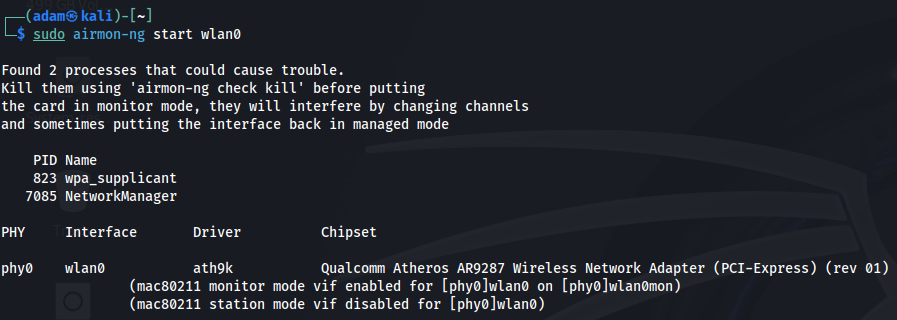 (adam㉿kali)-[~]
$ sudo airmon-ng start wlan0
Found 2 processes that could cause trouble.
Kill them using 'airmon-ng check kill' before putting
the card in monitor mode, they will interfere by changing channels
and sometimes putting the interface back in managed mode
PID Name
823 wpa_supplicant
7085 NetworkManager
PHY Interface Driver Chipset
phy0 wlan0 ath9k Qualcomm Atheros AR9287 Wireless Network Adapter (PCI-Express) (rev 01)
(mac80211 monitor mode vif enabled for [phy0]wlan0 on [phy0]wlan0mon)
(mac80211 station mode vif disabled for [phy0]wlan0)